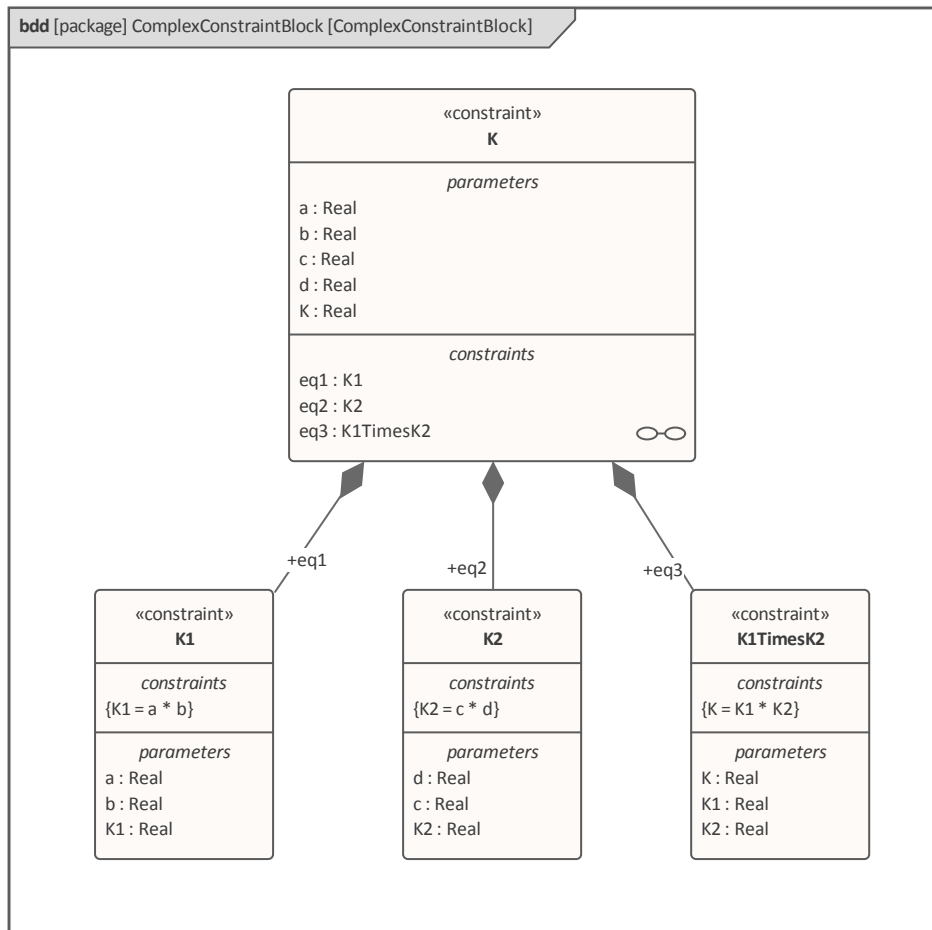 bdd [package] ComplexConstraintBlock [ComplexConstraintBlock]
«constraint»
K
parameters
a : Real
b : Real
c : Real
d : Real
K : Real
constraints
eq1 : K1
eq2 : K2
eq3 : K1TimesK2
+eq1
+eq2
+eq3
«constraint»
K1
constraints
{K1 = a * b}
parameters
a : Real
b : Real
K1 : Real
«constraint»
K2
constraints
{K2 = c * d}
parameters
d : Real
c : Real
K2 : Real
«constraint»
K1TimesK2
constraints
{K = K1 * K2}
parameters
K : Real
K1 : Real
K2 : Real